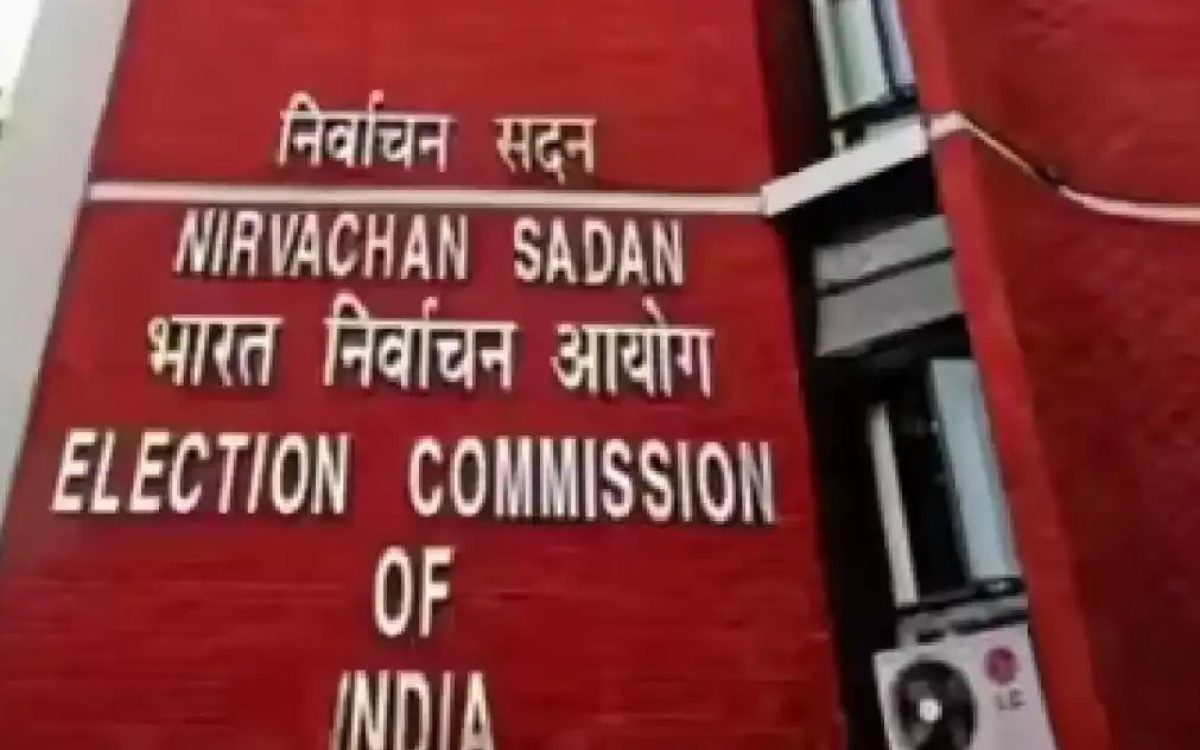 निर्वाचन सदन
NIRVACHAN SADAN
भारत निर्वाचन आयोग
ELECTION COMMISSION
OF
INDIA
LG